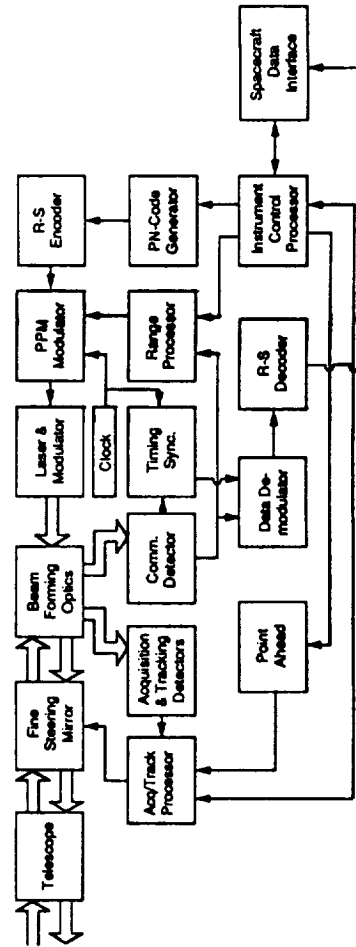 Telescope
Fine
Steering
Mirror
Beam
Forming
Optics
Laser &
Modulator
PPM
Modulator
R-S
Encoder
Acq/Track
Processor
Acquisition
& Tracking
Detectors
Comm.
Detector
Clock
Timing
Sync.
Range
Processor
PN-Code
Generator
Point
Ahead
Data De-
modulator
R-S
Decoder
Instrument
Control
Processor
Spacecraft
Data
Interface